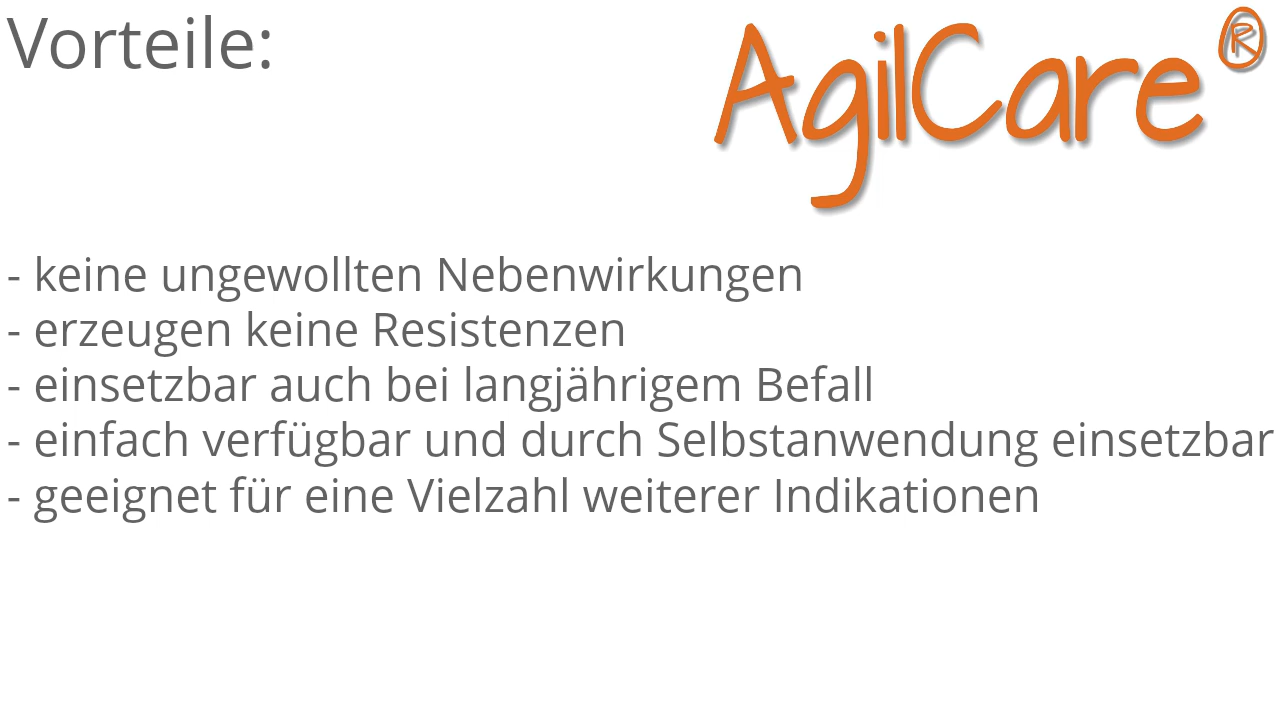 Vorteile:
AgilCare®
- keine ungewollten Nebenwirkungen
- erzeugen keine Resistenzen
- einsetzbar auch bei langjährigem Befall
- einfach verfügbar und durch Selbstanwendung einsetzbar
- geeignet für eine Vielzahl weiterer Indikationen